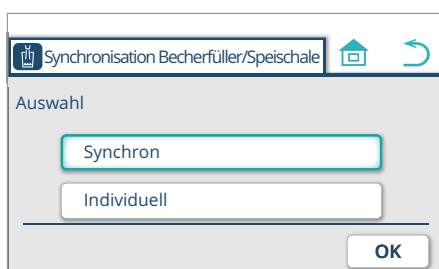 Synchronisation Becherfüller/Speischale
Auswahl
Synchron
Individuell
OK